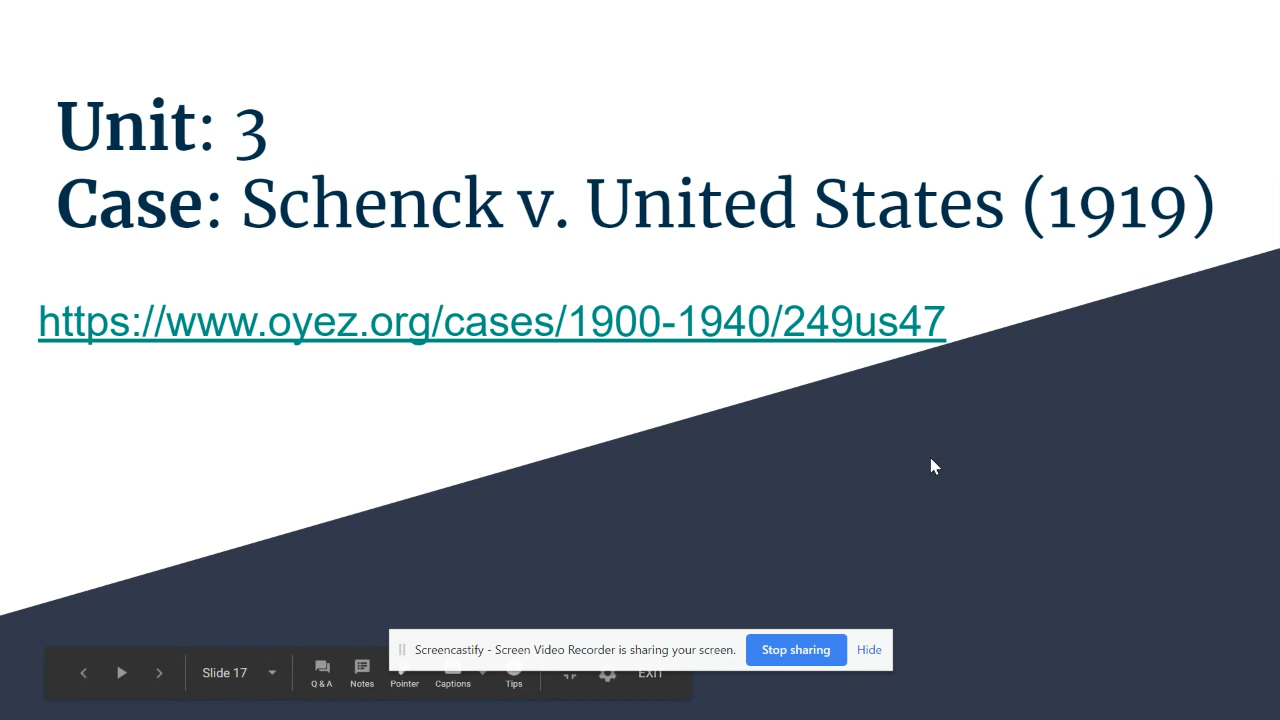 Unit: 3
Case: Schenck v. United States (1919)
https://www.oyez.org/cases/1900-1940/249us47
Screencastify - Screen Video Recorder is sharing your screen. Stop sharing Hide
Slide 17 Q & A Notes Pointer Captions Tips EXIT